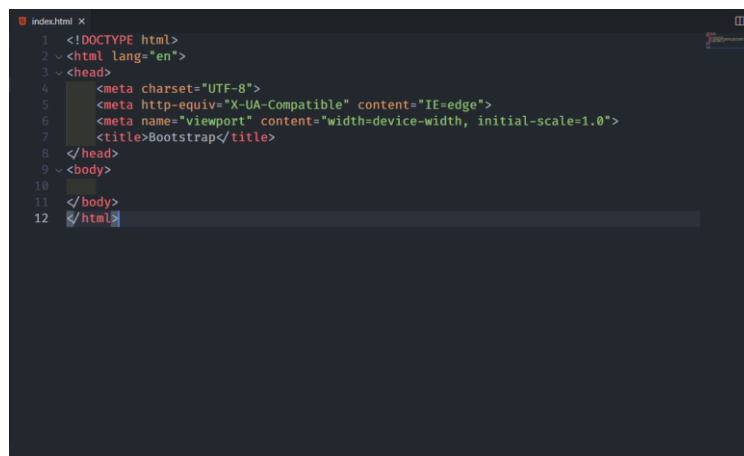 index.html ×
1 <!DOCTYPE html>
2 <html lang="en">
3 <head>
4 <meta charset="UTF-8">
5 <meta http-equiv="X-UA-Compatible" content="IE=edge">
6 <meta name="viewport" content="width=device-width, initial-scale=1.0">
7 <title>Bootstrap</title>
8 </head>
9 <body>
10
11 </body>
12 </html>